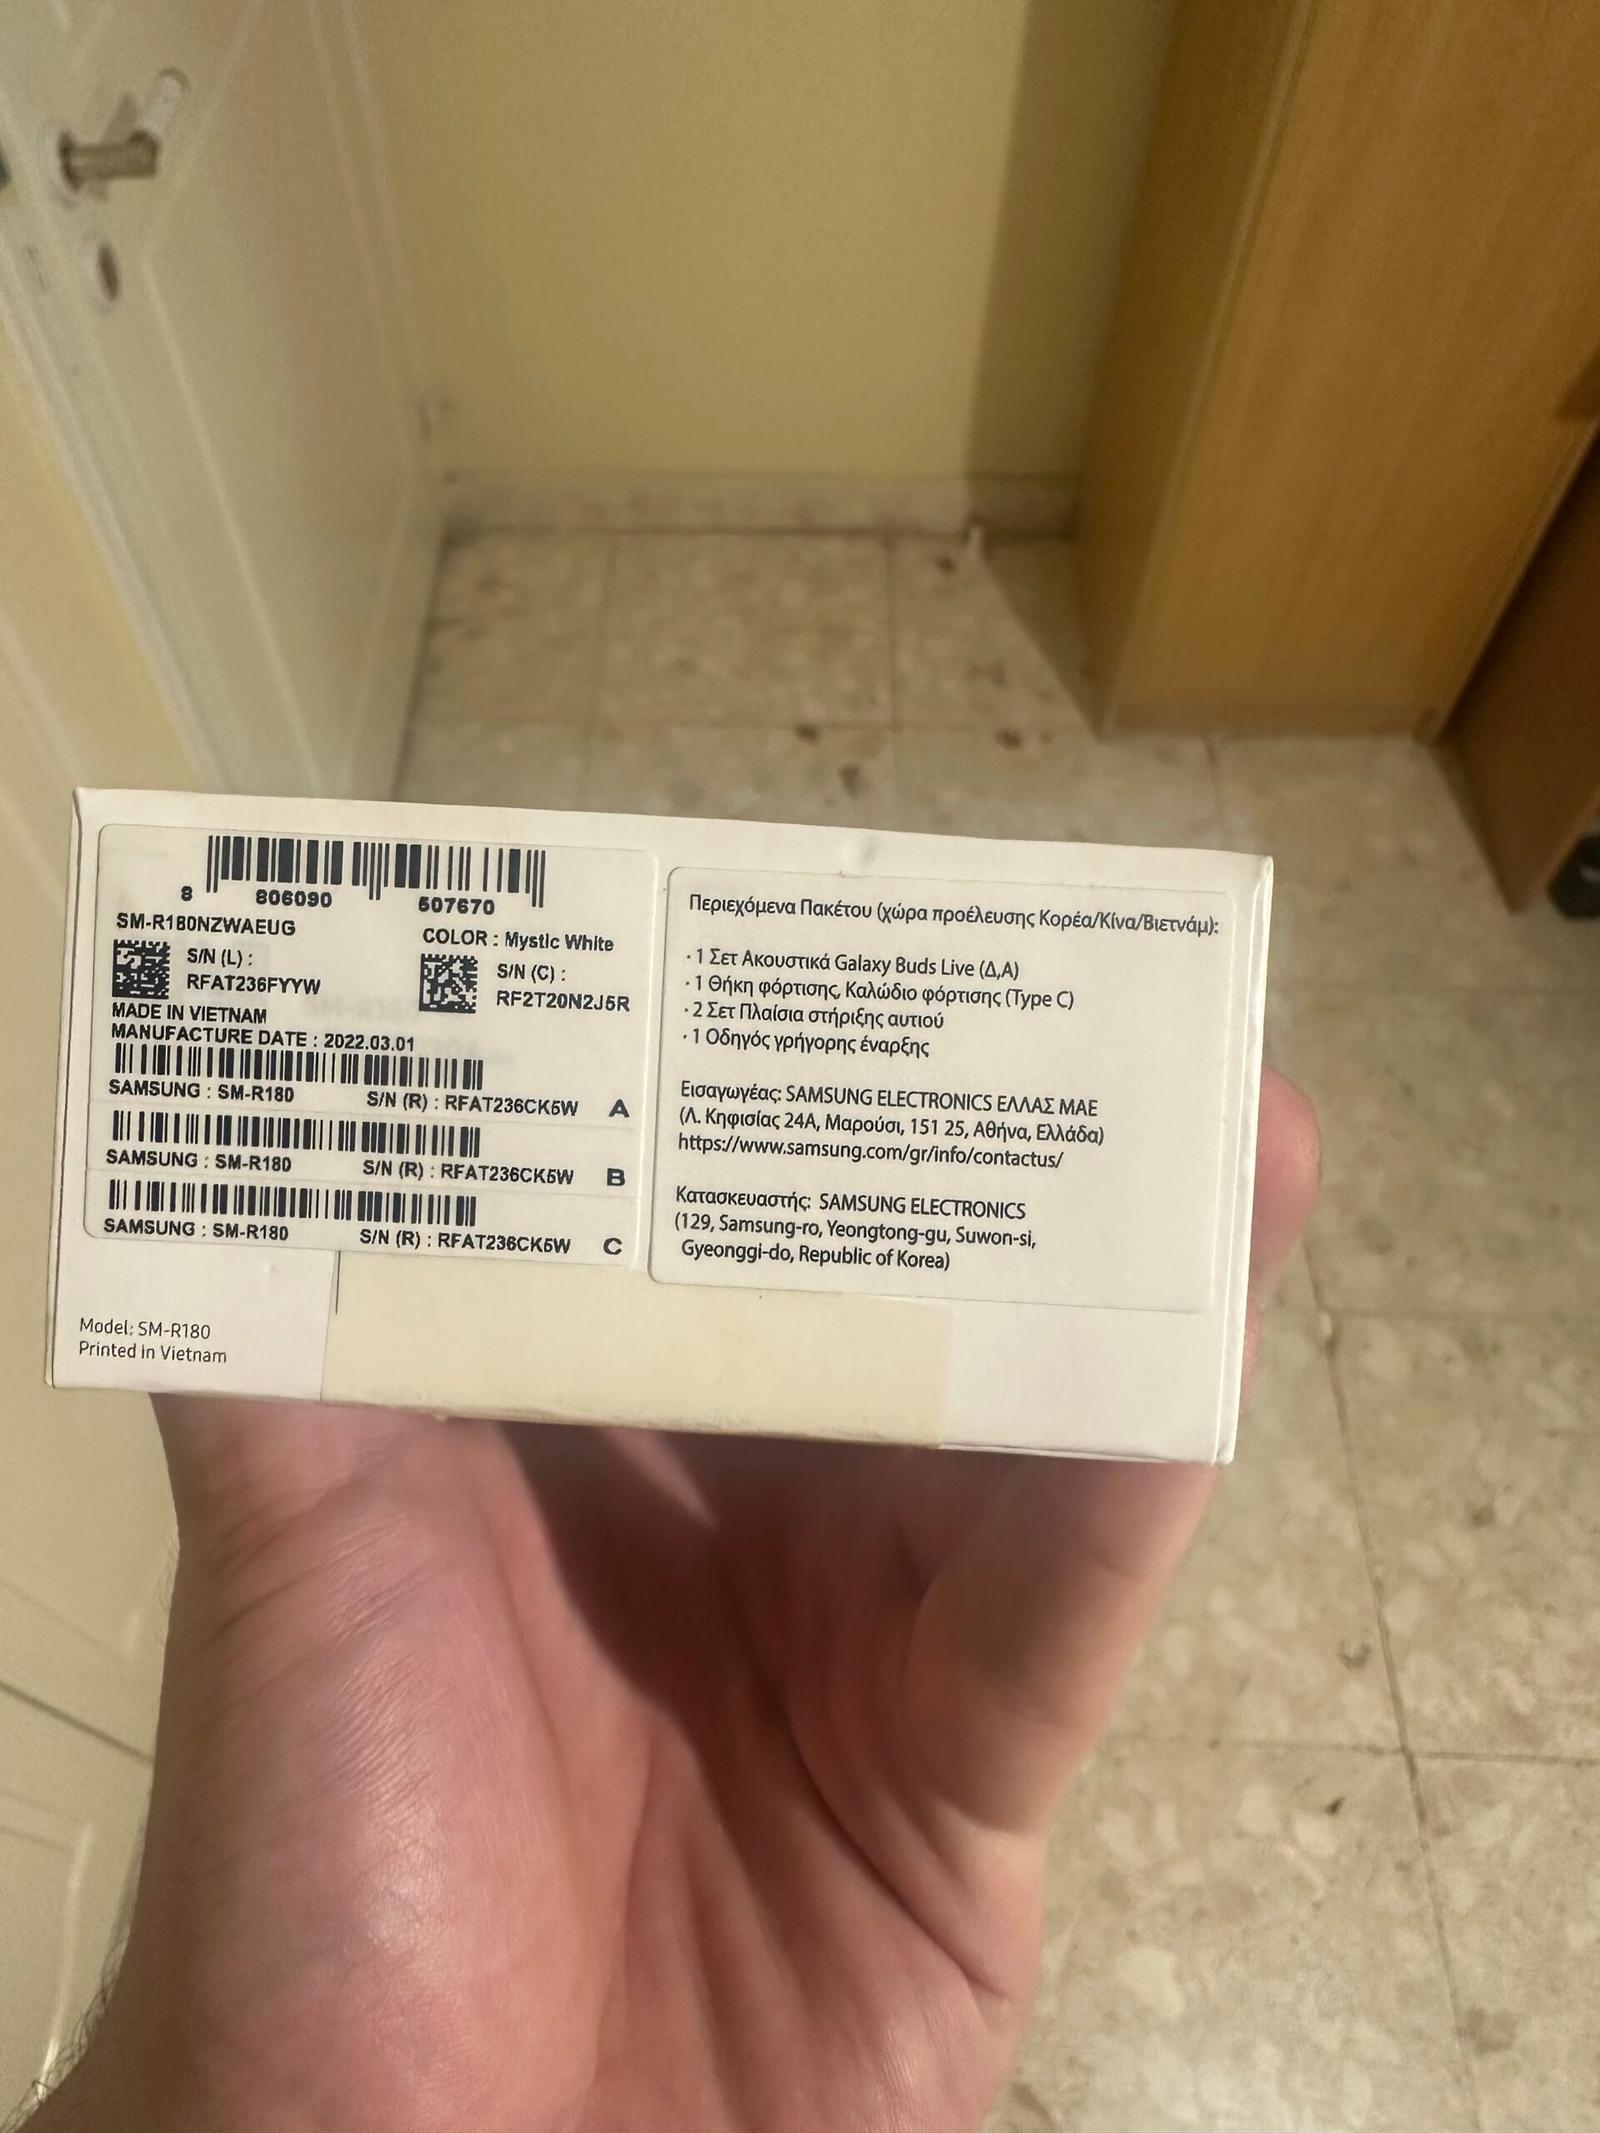 8 806090 507670
SM-R180NZWAEUG
COLOR : Mystic White
S/N (L) :
RFAT236FYYW
S/N (C) :
RF2T20N2J5R
MADE IN VIETNAM
MANUFACTURE DATE : 2022.03.01
SAMSUNG : SM-R180 S/N (R) : RFAT236CK5W A
SAMSUNG : SM-R180 S/N (R) : RFAT236CK5W B
SAMSUNG : SM-R180 S/N (R) : RFAT236CK5W C
Model: SM-R180
Printed in Vietnam
Περιεχόμενα Πακέτου (χώρα προέλευσης Κορέα/Κίνα/Βιετνάμ):
· 1 Σετ Ακουστικά Galaxy Buds Live (Δ,Α)
· 1 Θήκη φόρτισης, Καλώδιο φόρτισης (Type C)
· 2 Σετ Πλαίσια στήριξης αυτιού
· 1 Οδηγός γρήγορης έναρξης
Εισαγωγέας: SAMSUNG ELECTRONICS ΕΛΛΑΣ ΜΑΕ
(Λ. Κηφισίας 24Α, Μαρούσι, 151 25, Αθήνα, Ελλάδα)
https://www.samsung.com/gr/info/contactus/
Κατασκευαστής: SAMSUNG ELECTRONICS
(129, Samsung-ro, Yeongtong-gu, Suwon-si,
Gyeonggi-do, Republic of Korea)